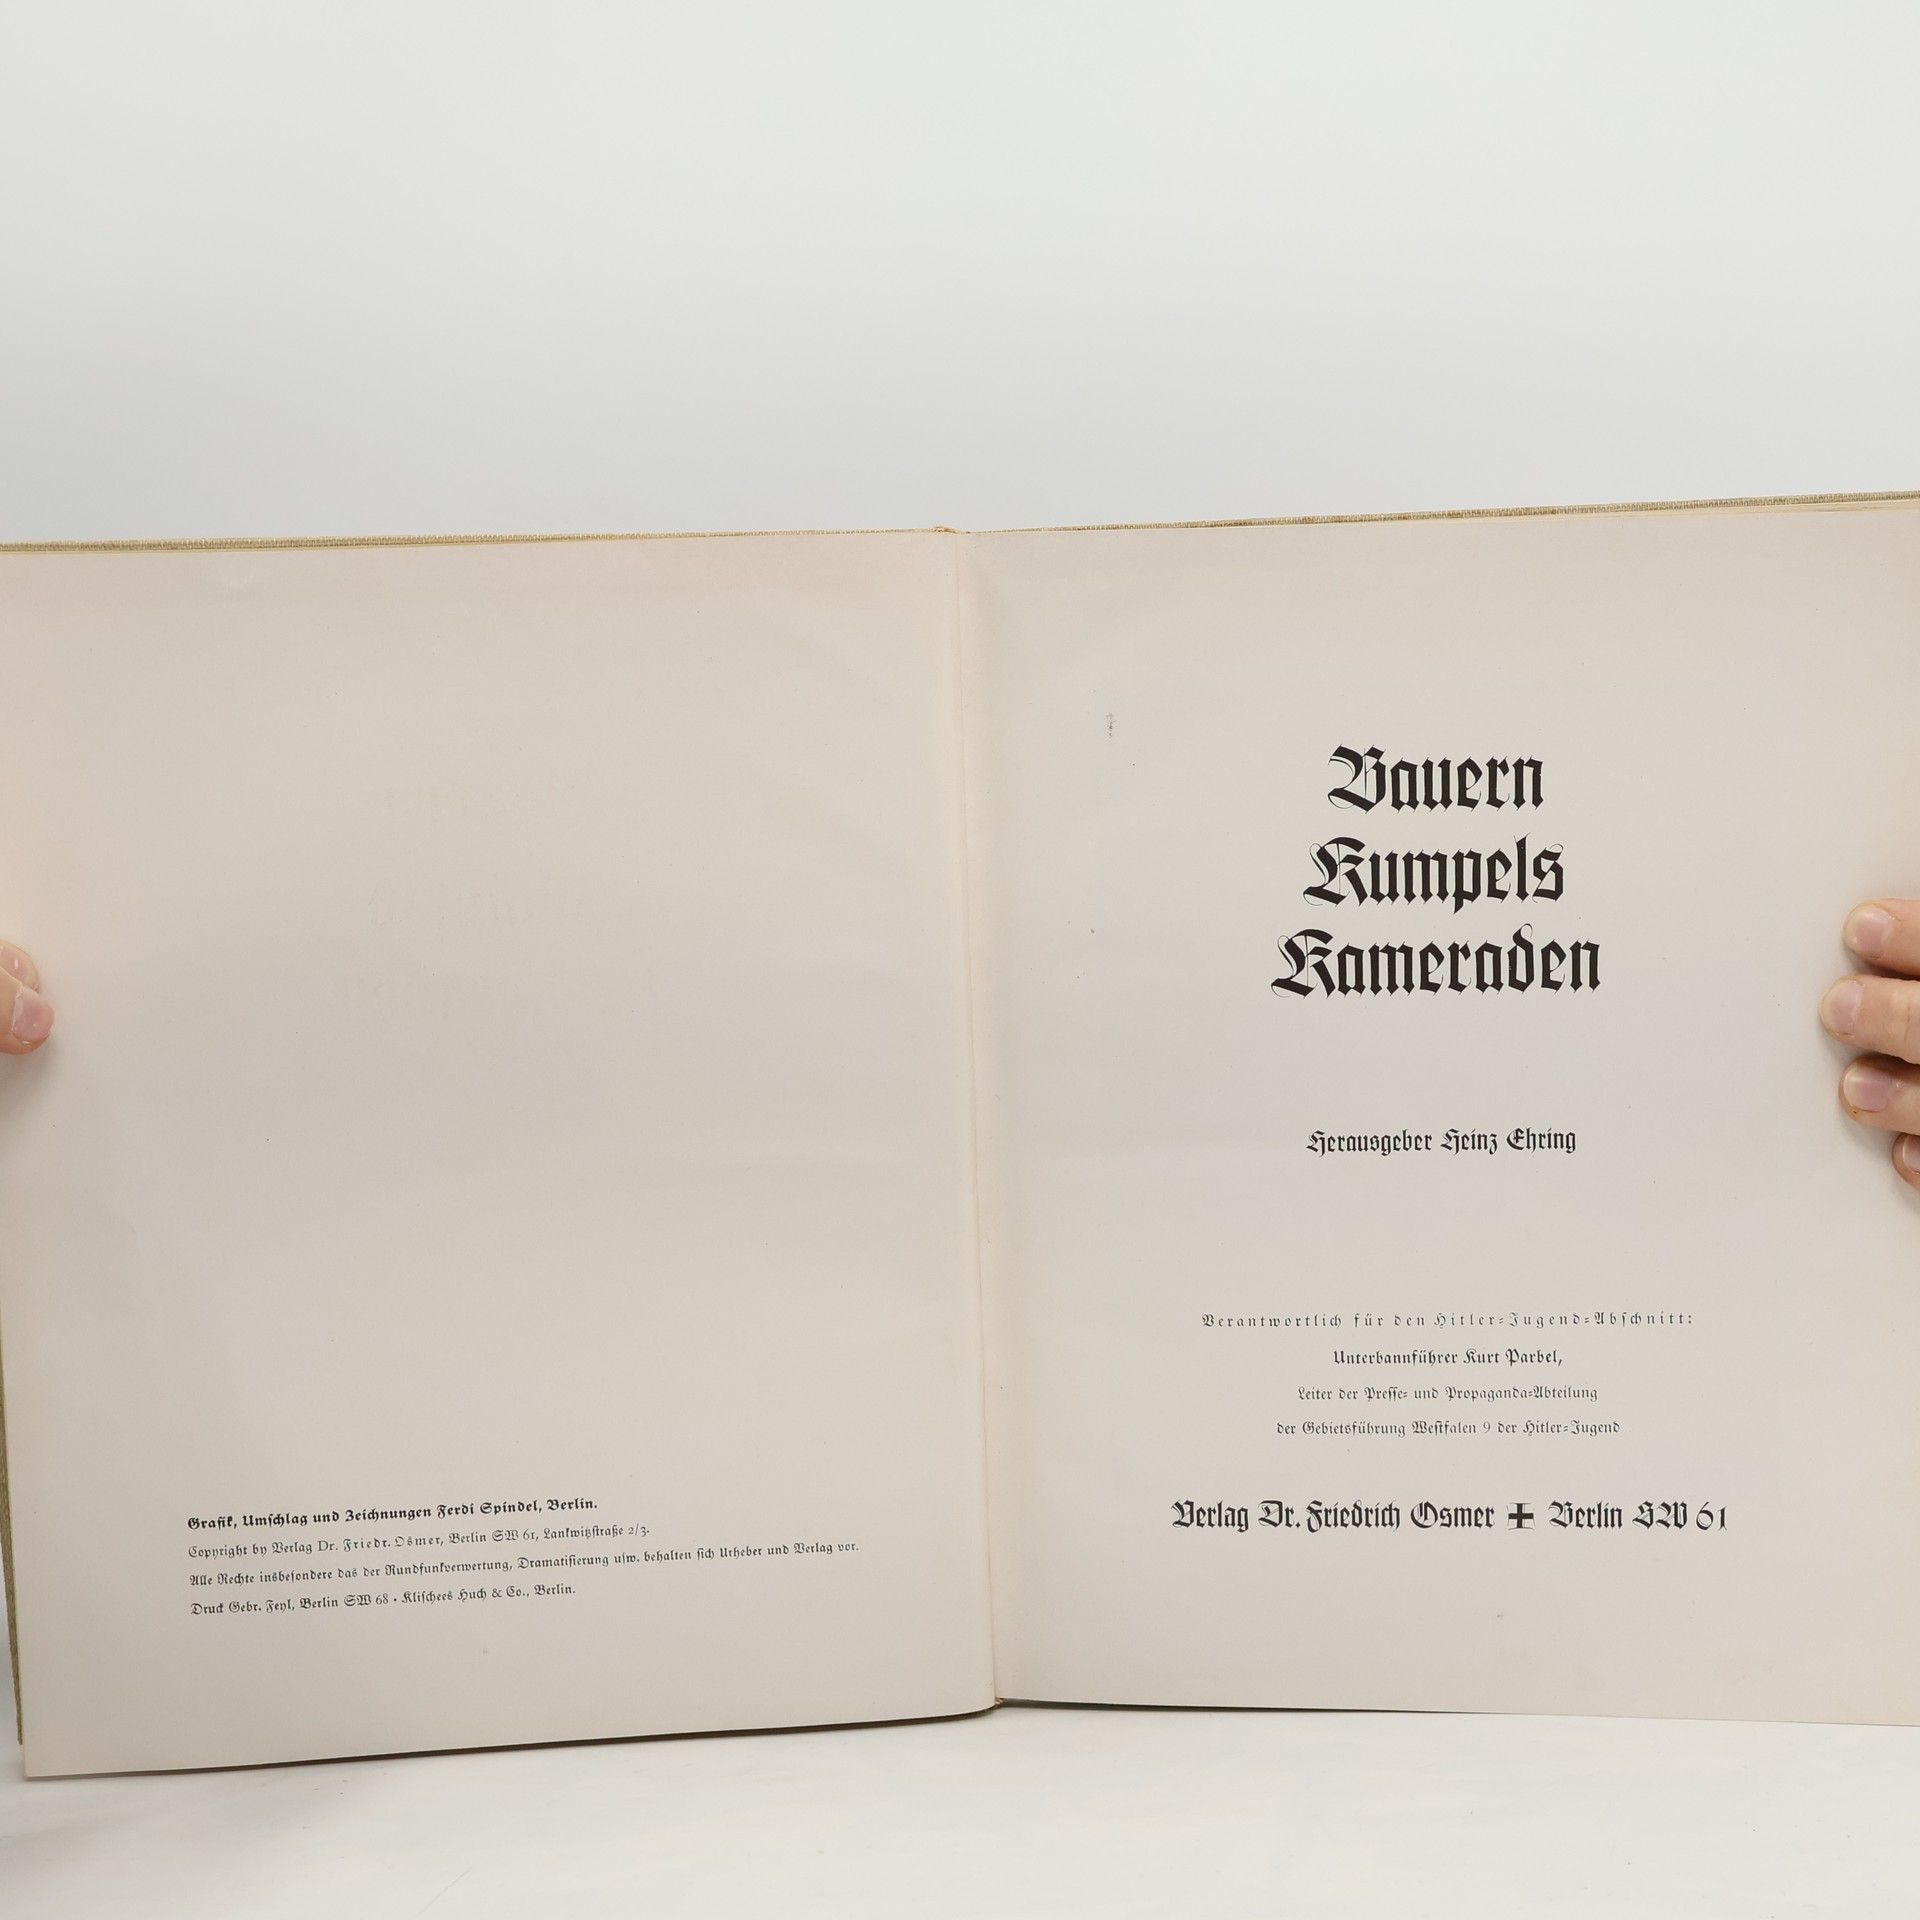 Grafik, Umschlag und Zeichnungen Ferdi Spindel, Berlin.
Copyright by Verlag Dr. Friedr. Osmer, Berlin SW 61, Lankwitzstraße 2/3.
Alle Rechte insbesondere das der Rundfunkverwertung, Dramatisierung usw. behalten sich Urheber und Verlag vor.
Druck Gebr. Feyl, Berlin SW 68 · Klischees Huch & Co., Berlin.
Bauern
Kumpels
Kameraden
Herausgeber Heinz Ehring
Verantwortlich für den Hitler-Jugend-Abschnitt:
Unterbannführer Kurt Parbel,
Leiter der Presse- und Propaganda-Abteilung
der Gebietsführung Westfalen 9 der Hitler-Jugend
Verlag Dr. Friedrich Osmer + Berlin SW 61